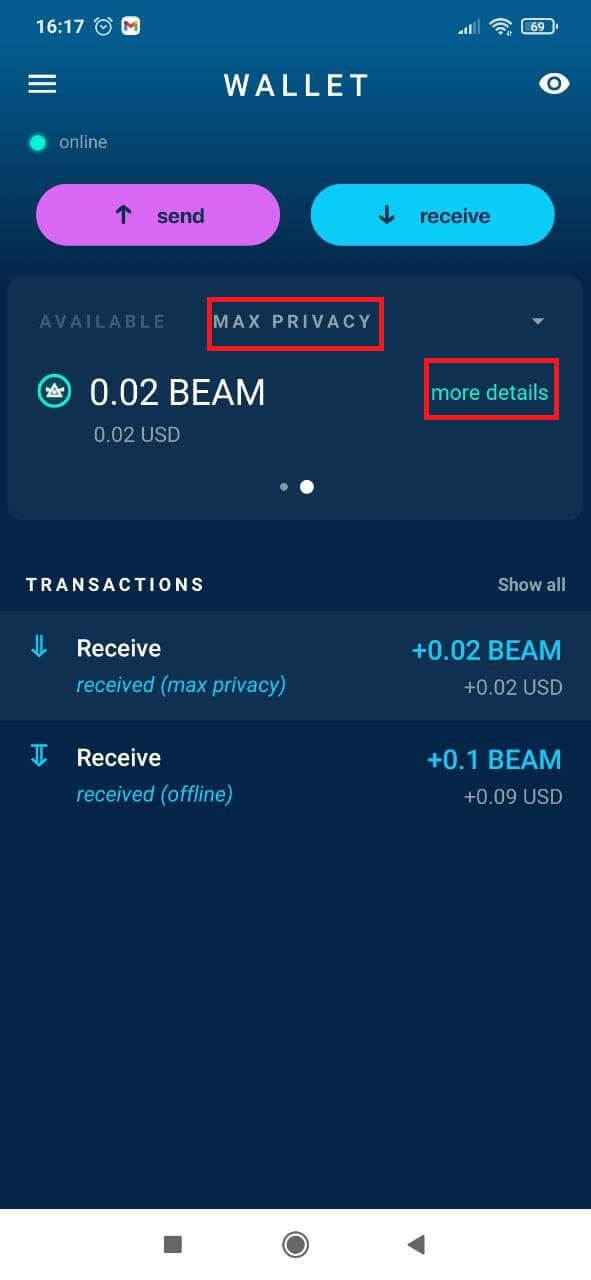 16:17 69
WALLET
online
send receive
AVAILABLE MAX PRIVACY
0.02 BEAM more details
0.02 USD
TRANSACTIONS Show all
Receive +0.02 BEAM
received (max privacy) +0.02 USD
Receive +0.1 BEAM
received (offline) +0.09 USD